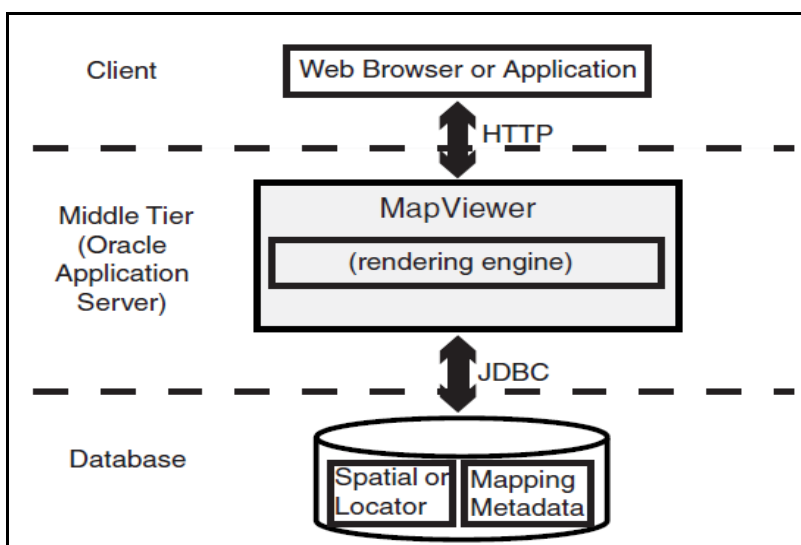 Client
Web Browser or Application
HTTP
Middle Tier
(Oracle
Application
Server)
MapViewer
(rendering engine)
JDBC
Database
Spatial or
Locator
Mapping
Metadata